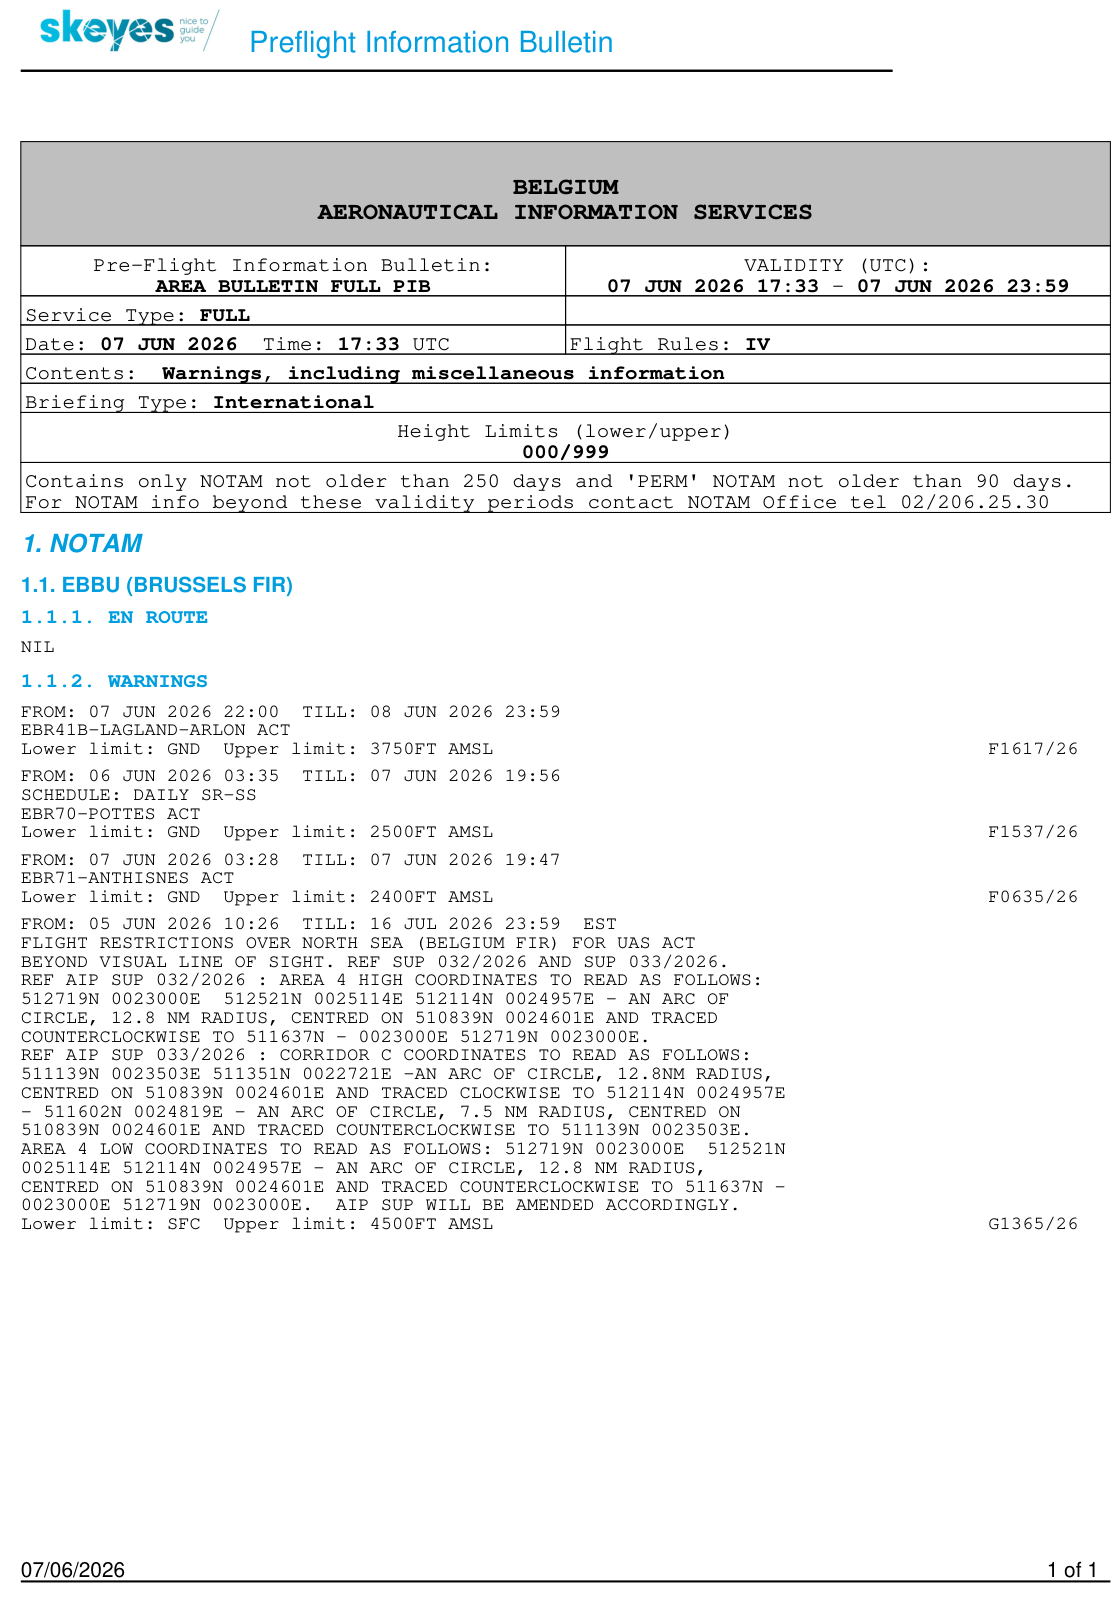 skeyes nice to
guide
you
Preflight Information Bulletin
BELGIUM
AERONAUTICAL INFORMATION SERVICES
Pre-Flight Information Bulletin:
AREA BULLETIN FULL PIB
VALIDITY (UTC):
07 JUN 2026 17:33 - 07 JUN 2026 23:59
Service Type: FULL
Date: 07 JUN 2026  Time: 17:33 UTC
Flight Rules: IV
Contents:  Warnings, including miscellaneous information
Briefing Type: International
Height Limits (lower/upper)
000/999
Contains only NOTAM not older than 250 days and 'PERM' NOTAM not older than 90 days.
For NOTAM info beyond these validity periods contact NOTAM Office tel 02/206.25.30
1. NOTAM
1.1. EBBU (BRUSSELS FIR)
1.1.1. EN ROUTE
NIL
1.1.2. WARNINGS
FROM: 07 JUN 2026 22:00  TILL: 08 JUN 2026 23:59
EBR41B-LAGLAND-ARLON ACT
Lower limit: GND  Upper limit: 3750FT AMSL F1617/26
FROM: 06 JUN 2026 03:35  TILL: 07 JUN 2026 19:56
SCHEDULE: DAILY SR-SS
EBR70-POTTES ACT
Lower limit: GND  Upper limit: 2500FT AMSL F1537/26
FROM: 07 JUN 2026 03:28  TILL: 07 JUN 2026 19:47
EBR71-ANTHISNES ACT
Lower limit: GND  Upper limit: 2400FT AMSL F0635/26
FROM: 05 JUN 2026 10:26  TILL: 16 JUL 2026 23:59  EST
FLIGHT RESTRICTIONS OVER NORTH SEA (BELGIUM FIR) FOR UAS ACT
BEYOND VISUAL LINE OF SIGHT. REF SUP 032/2026 AND SUP 033/2026.
REF AIP SUP 032/2026 : AREA 4 HIGH COORDINATES TO READ AS FOLLOWS:
512719N 0023000E  512521N 0025114E 512114N 0024957E - AN ARC OF
CIRCLE, 12.8 NM RADIUS, CENTRED ON 510839N 0024601E AND TRACED
COUNTERCLOCKWISE TO 511637N - 0023000E 512719N 0023000E.
REF AIP SUP 033/2026 : CORRIDOR C COORDINATES TO READ AS FOLLOWS:
511139N 0023503E 511351N 0022721E -AN ARC OF CIRCLE, 12.8NM RADIUS,
CENTRED ON 510839N 0024601E AND TRACED CLOCKWISE TO 512114N 0024957E
- 511602N 0024819E - AN ARC OF CIRCLE, 7.5 NM RADIUS, CENTRED ON
510839N 0024601E AND TRACED COUNTERCLOCKWISE TO 511139N 0023503E.
AREA 4 LOW COORDINATES TO READ AS FOLLOWS: 512719N 0023000E  512521N
0025114E 512114N 0024957E - AN ARC OF CIRCLE, 12.8 NM RADIUS,
CENTRED ON 510839N 0024601E AND TRACED COUNTERCLOCKWISE TO 511637N -
0023000E 512719N 0023000E.  AIP SUP WILL BE AMENDED ACCORDINGLY.
Lower limit: SFC  Upper limit: 4500FT AMSL G1365/26
07/06/2026 1 of 1